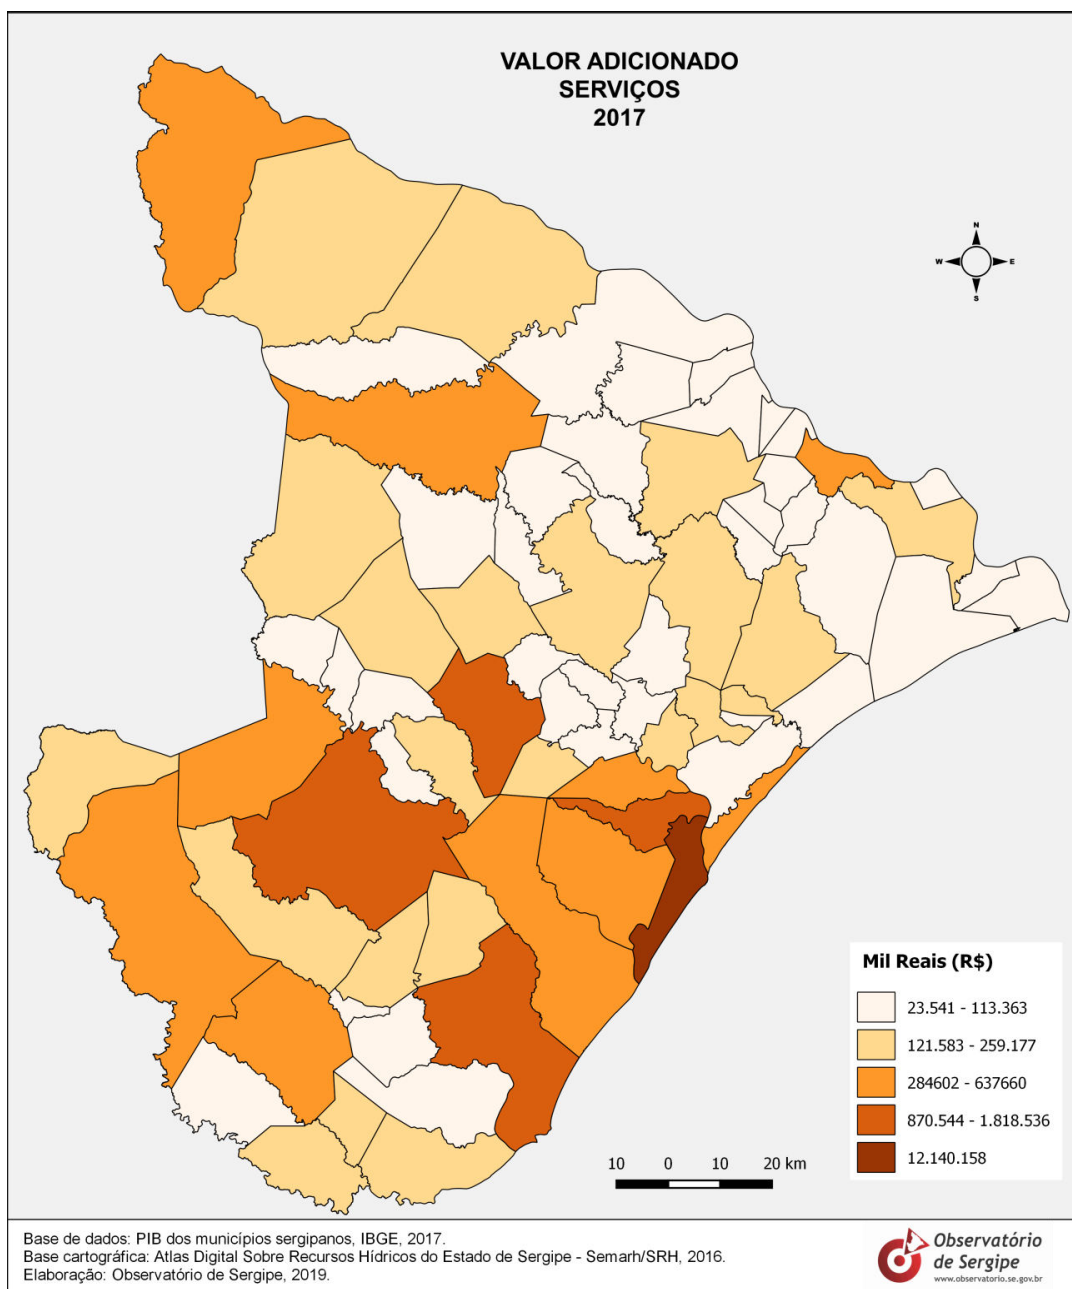 VALOR ADICIONADO
SERVIÇOS
2017
N
W
E
S
Mil Reais (R$)
23.541 - 113.363
121.583 - 259.177
284602 - 637660
870.544 - 1.818.536
12.140.158
10 0 10 20 km
Base de dados: PIB dos municípios sergipanos, IBGE, 2017.
Base cartográfica: Atlas Digital Sobre Recursos Hídricos do Estado de Sergipe - Semarh/SRH, 2016.
Elaboração: Observatório de Sergipe, 2019.
Observatório
de Sergipe
www.observatorio.se.gov.br